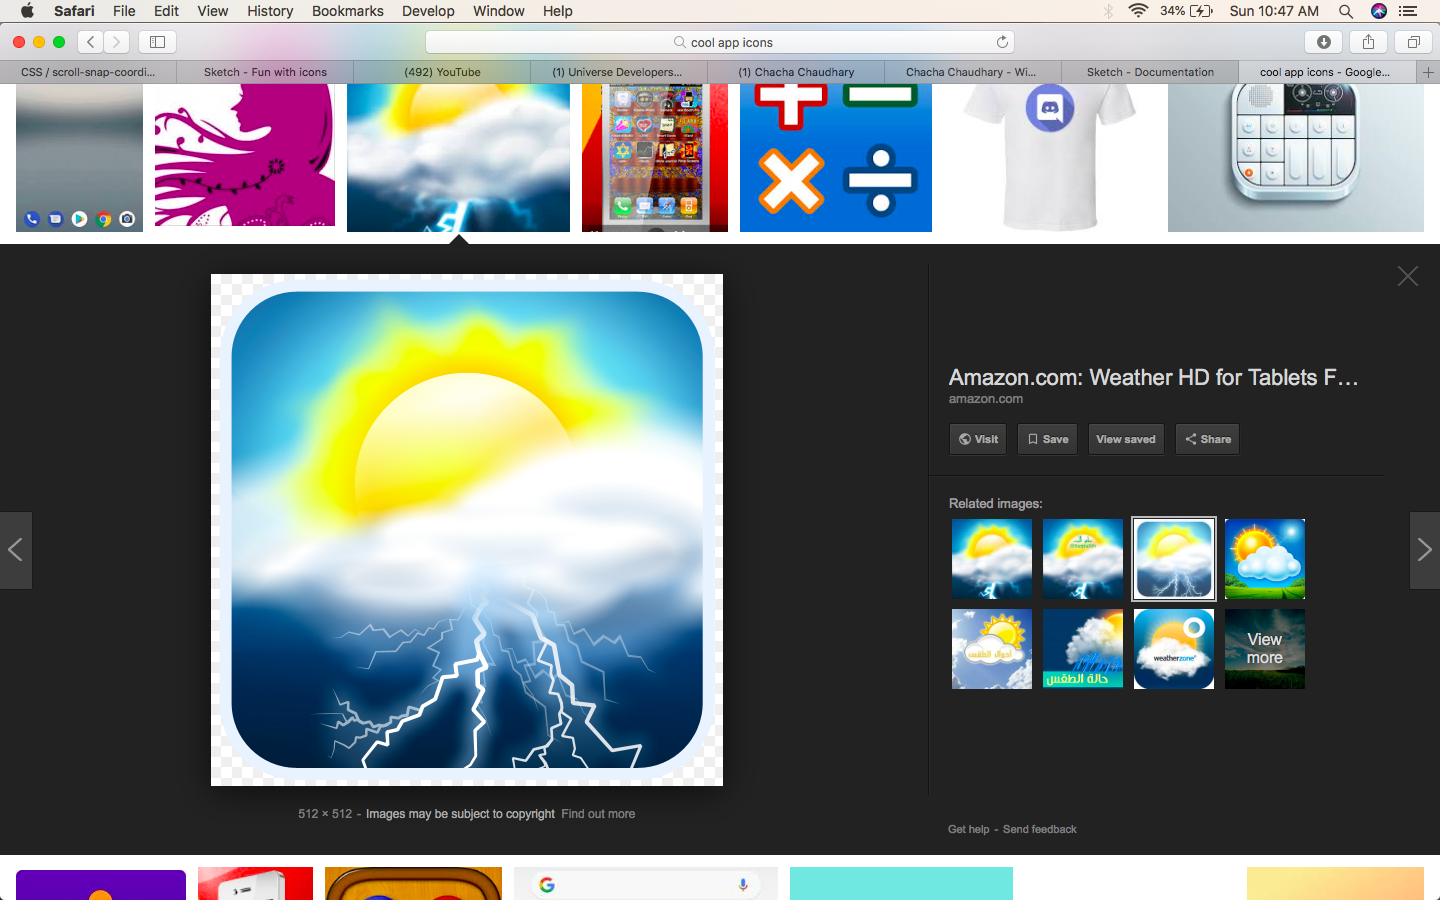 Safari File Edit View History Bookmarks Develop Window Help 34% Sun 10:47 AM
cool app icons
CSS / scroll-snap-coordi... Sketch - Fun with icons (492) YouTube (1) Universe Developers... (1) Chacha Chaudhary Chacha Chaudhary - Wi... Sketch - Documentation cool app icons - Google...
Amazon.com: Weather HD for Tablets F...
amazon.com
Visit Save View saved Share
Related images:
أحوال الطقس
حالة الطقس
weatherzone
View
more
512 × 512 - Images may be subject to copyright Find out more
Get help - Send feedback